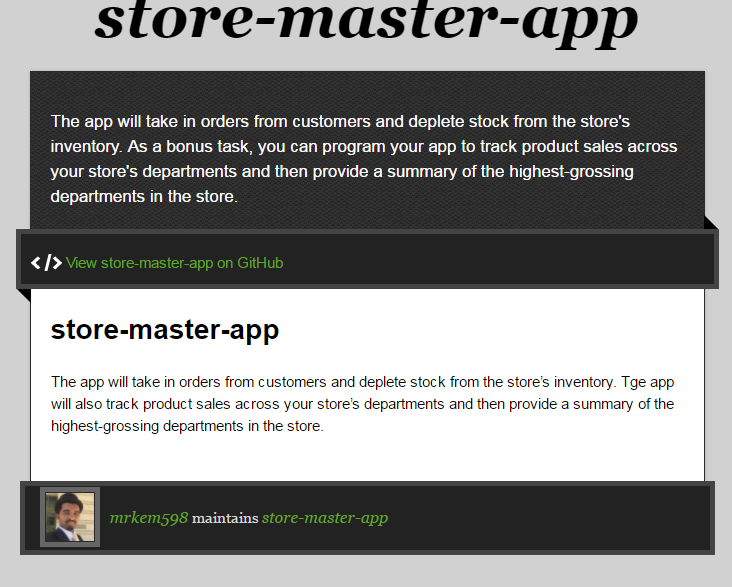 store-master-app
The app will take in orders from customers and deplete stock from the store's
inventory. As a bonus task, you can program your app to track product sales across
your store's departments and then provide a summary of the highest-grossing
departments in the store.
</> View store-master-app on GitHub
store-master-app
The app will take in orders from customers and deplete stock from the store’s inventory. Tge app
will also track product sales across your store’s departments and then provide a summary of the
highest-grossing departments in the store.
mrkem598 maintains store-master-app